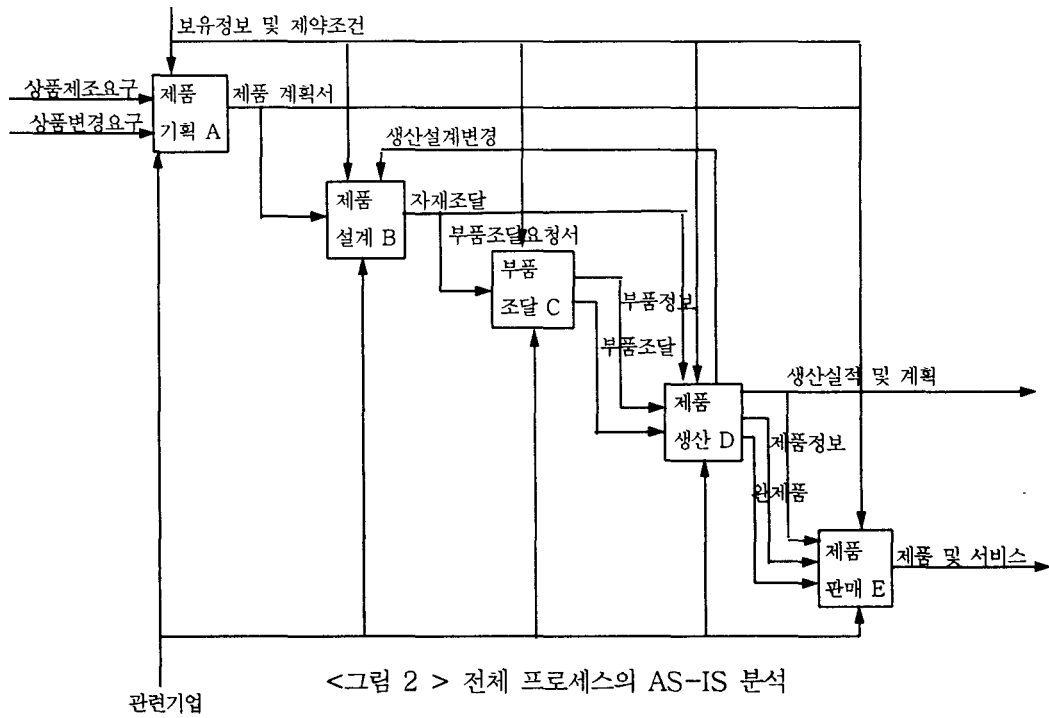 보유정보 및 제약조건
상품제조요구
상품변경요구
제품
기획 A
제품 계획서
생산설계변경
제품
설계 B
자재조달
부품조달요청서
부품
조달 C
부품정보
부품조달
제품
생산 D
생산실적 및 계획
제품정보
완제품
제품
판매 E
제품 및 서비스
관련기업
<그림 2 > 전체 프로세스의 AS-IS 분석